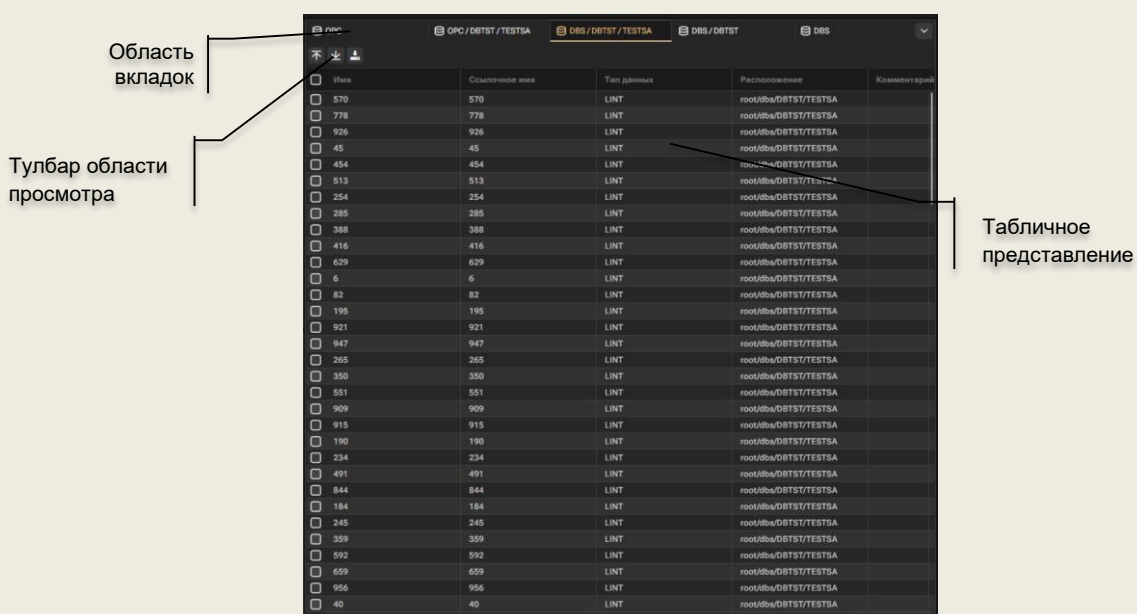 Область
вкладок
Тулбар области
просмотра
Табличное
представление
OPC OPC / DBTST / TESTSA DBS / DBTST / TESTSA DBS / DBTST DBS
Имя Ссылочное имя Тип данных Расположение Комментарий
570 570 LINT root/dbs/DBTST/TESTSA
778 778 LINT root/dbs/DBTST/TESTSA
926 926 LINT root/dbs/DBTST/TESTSA
45 45 LINT root/dbs/DBTST/TESTSA
454 454 LINT root/dbs/DBTST/TESTSA
513 513 LINT root/dbs/DBTST/TESTSA
254 254 LINT root/dbs/DBTST/TESTSA
285 285 LINT root/dbs/DBTST/TESTSA
388 388 LINT root/dbs/DBTST/TESTSA
416 416 LINT root/dbs/DBTST/TESTSA
629 629 LINT root/dbs/DBTST/TESTSA
6 6 LINT root/dbs/DBTST/TESTSA
82 82 LINT root/dbs/DBTST/TESTSA
195 195 LINT root/dbs/DBTST/TESTSA
921 921 LINT root/dbs/DBTST/TESTSA
947 947 LINT root/dbs/DBTST/TESTSA
265 265 LINT root/dbs/DBTST/TESTSA
350 350 LINT root/dbs/DBTST/TESTSA
551 551 LINT root/dbs/DBTST/TESTSA
909 909 LINT root/dbs/DBTST/TESTSA
915 915 LINT root/dbs/DBTST/TESTSA
190 190 LINT root/dbs/DBTST/TESTSA
234 234 LINT root/dbs/DBTST/TESTSA
491 491 LINT root/dbs/DBTST/TESTSA
844 844 LINT root/dbs/DBTST/TESTSA
184 184 LINT root/dbs/DBTST/TESTSA
245 245 LINT root/dbs/DBTST/TESTSA
359 359 LINT root/dbs/DBTST/TESTSA
592 592 LINT root/dbs/DBTST/TESTSA
659 659 LINT root/dbs/DBTST/TESTSA
956 956 LINT root/dbs/DBTST/TESTSA
40 40 LINT root/dbs/DBTST/TESTSA